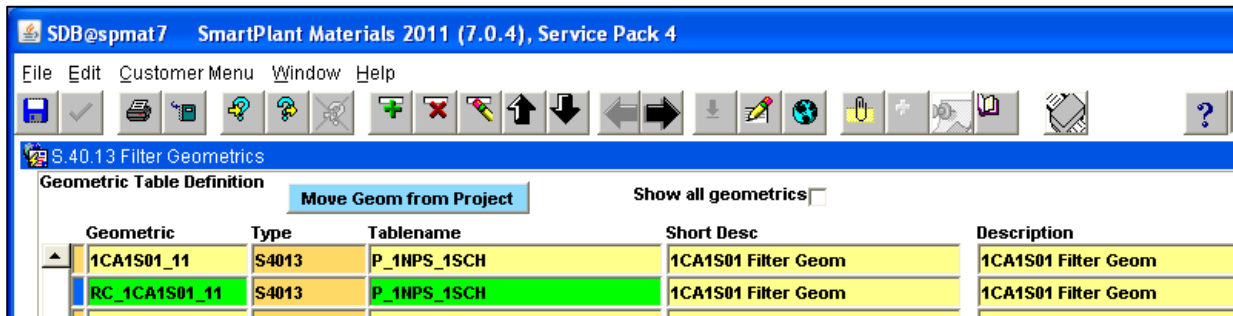 SDB@spmat7 SmartPlant Materials 2011 (7.0.4), Service Pack 4
File Edit Customer Menu Window Help
?
S.40.13 Filter Geometrics
Geometric Table Definition Move Geom from Project Show all geometrics
Geometric Type Tablename Short Desc Description
1CA1S01_11 S4013 P_1NPS_1SCH 1CA1S01 Filter Geom 1CA1S01 Filter Geom
RC_1CA1S01_11 S4013 P_1NPS_1SCH 1CA1S01 Filter Geom 1CA1S01 Filter Geom